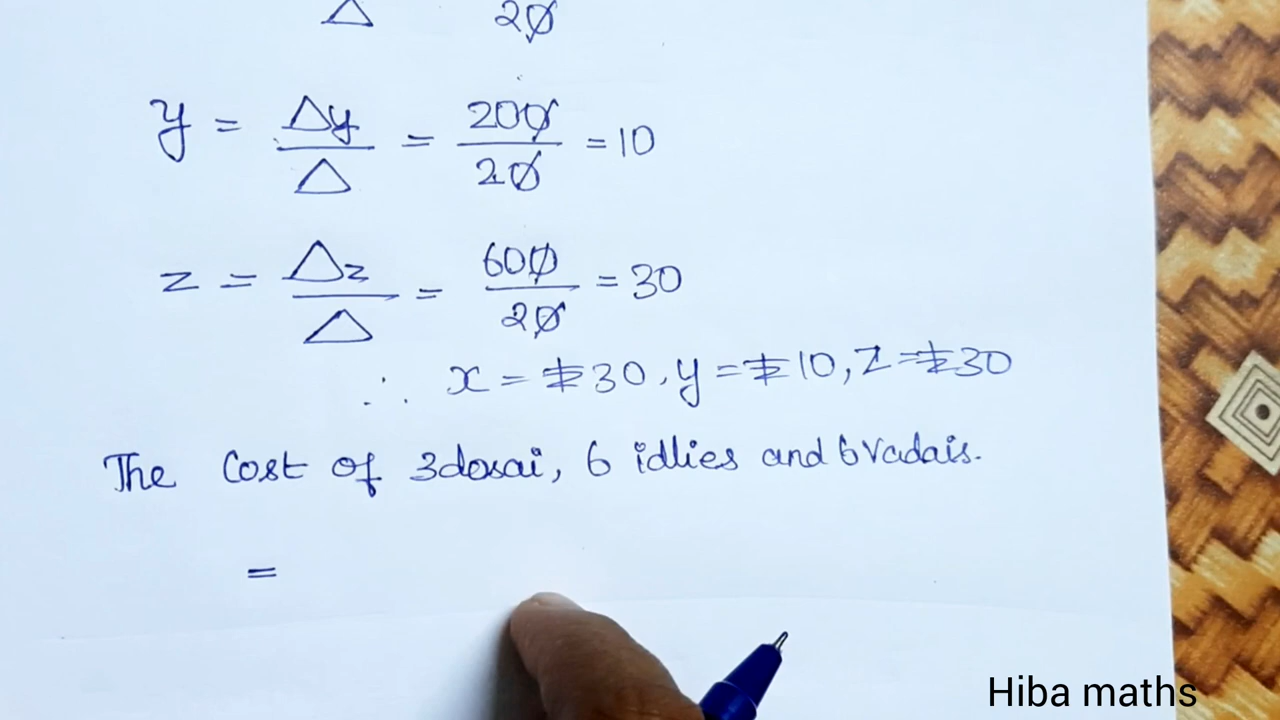 Δ 20
y = Δy/Δ = 200/20 = 10
z = Δz/Δ = 600/20 = 30
∴ x = ₹30, y = ₹10, Z = ₹30
The Cost of 3dosai, 6 idlies and 6 vadais.
=
Hiba maths